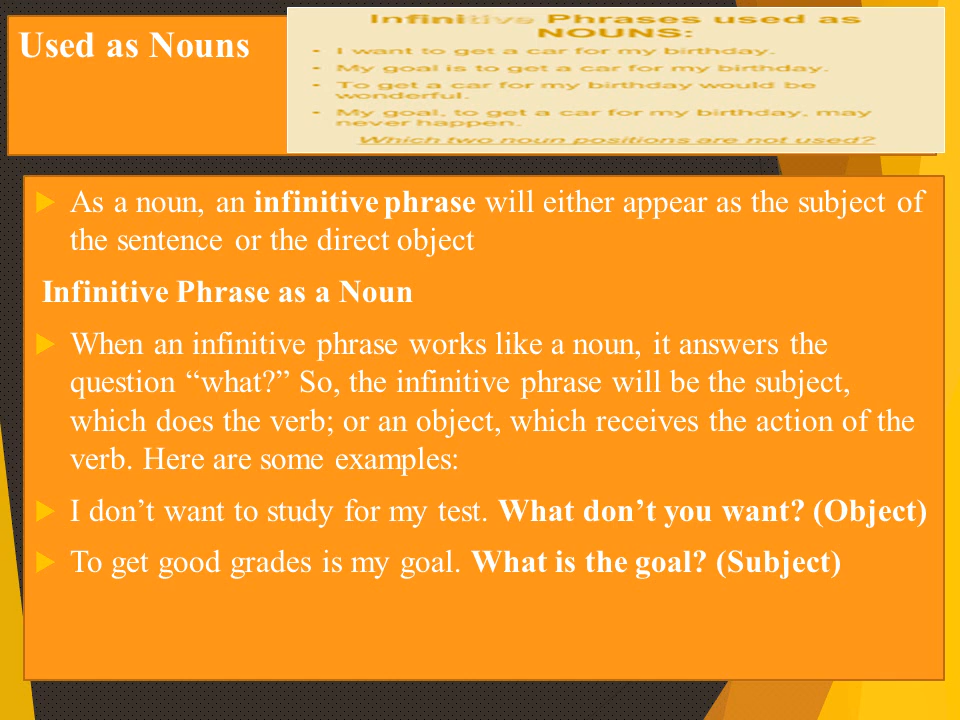 Used as Nouns
Infinitive Phrases used as
NOUNS:
• I want to get a car for my birthday.
• My goal is to get a car for my birthday.
• To get a car for my birthday would be
wonderful.
• My goal, to get a car for my birthday, may
never happen.
Which two noun positions are not used?
As a noun, an infinitive phrase will either appear as the subject of
the sentence or the direct object
Infinitive Phrase as a Noun
When an infinitive phrase works like a noun, it answers the
question “what?” So, the infinitive phrase will be the subject,
which does the verb; or an object, which receives the action of the
verb. Here are some examples:
I don’t want to study for my test. What don’t you want? (Object)
To get good grades is my goal. What is the goal? (Subject)